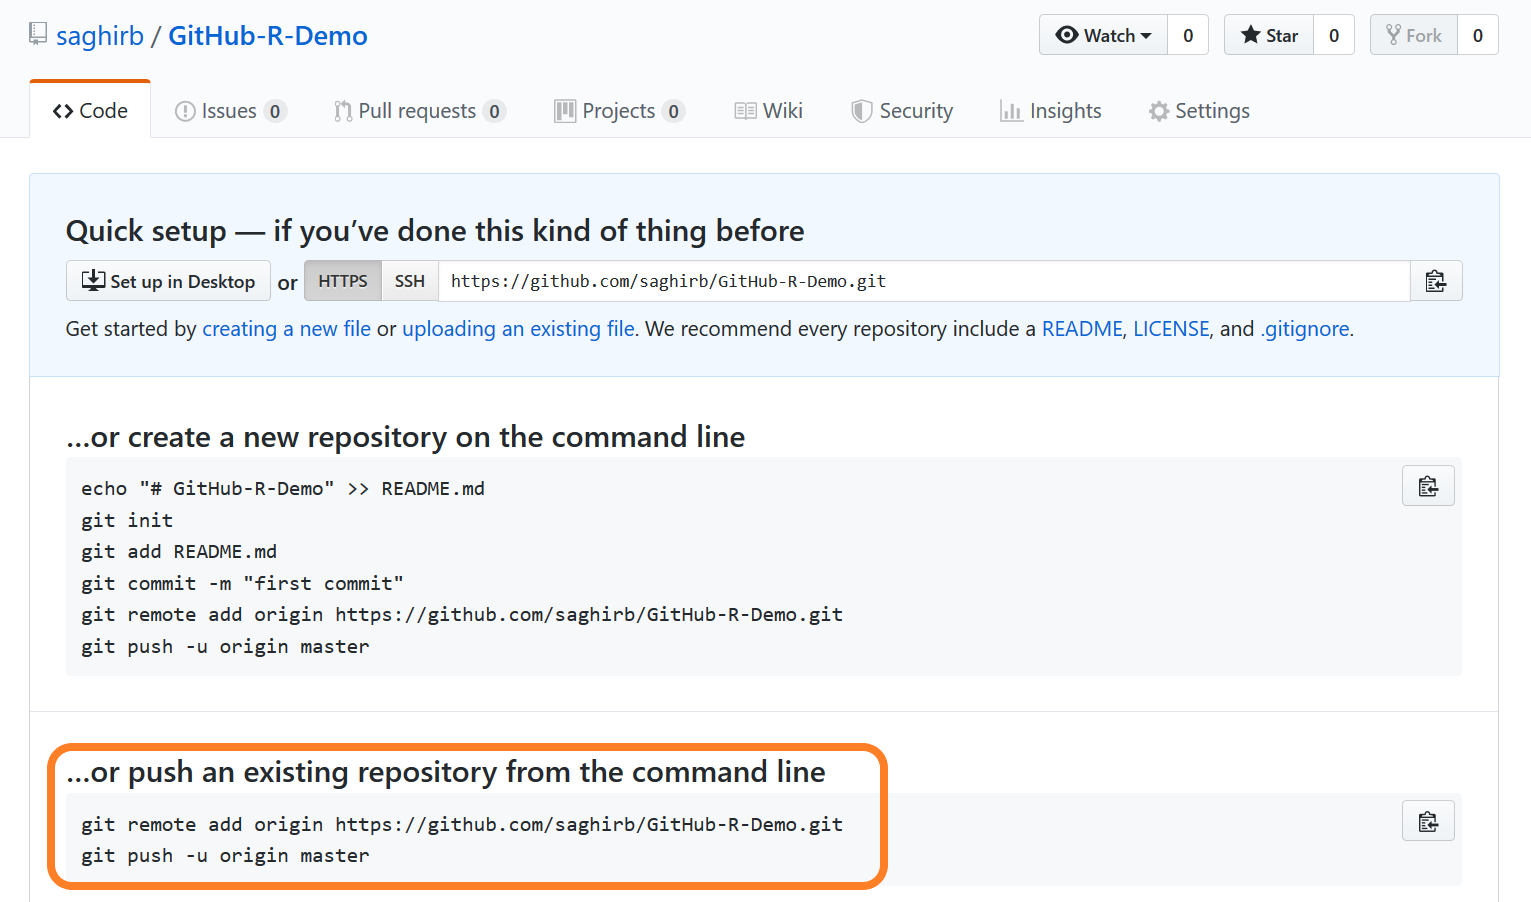 saghirb / GitHub-R-Demo
Watch 0 Star 0 Fork 0
Code Issues 0 Pull requests 0 Projects 0 Wiki Security Insights Settings
Quick setup — if you’ve done this kind of thing before
Set up in Desktop or HTTPS SSH https://github.com/saghirb/GitHub-R-Demo.git
Get started by creating a new file or uploading an existing file. We recommend every repository include a README, LICENSE, and .gitignore.
…or create a new repository on the command line
echo "# GitHub-R-Demo" >> README.md
git init
git add README.md
git commit -m "first commit"
git remote add origin https://github.com/saghirb/GitHub-R-Demo.git
git push -u origin master
…or push an existing repository from the command line
git remote add origin https://github.com/saghirb/GitHub-R-Demo.git
git push -u origin master